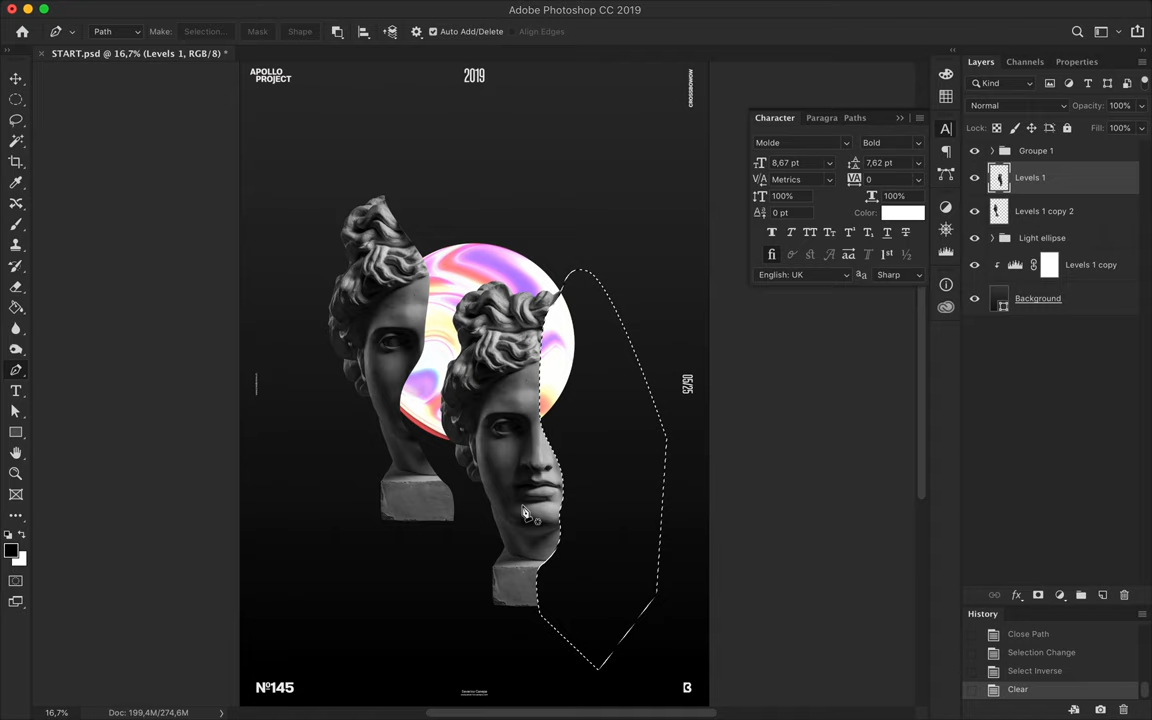 Adobe Photoshop CC 2019
Path
Make:
Selection...
Mask
Shape
Auto Add/Delete
Align Edges
START.psd @ 16,7% (Levels 1, RGB/8) *
APOLLO
PROJECT
2019
CROSSBOWOW
05/25
Nº145
Character
Paragra
Paths
Molde
Bold
8,67 pt
7,62 pt
Metrics
0
100%
100%
0 pt
Color:
English: UK
Sharp
Layers
Channels
Properties
Kind
Normal
Opacity: 100%
Lock:
Fill: 100%
Groupe 1
Levels 1
Levels 1 copy 2
Light ellipse
Levels 1 copy
Background
History
Close Path
Selection Change
Select Inverse
Clear
16,7%
Doc: 199,4M/274,6M